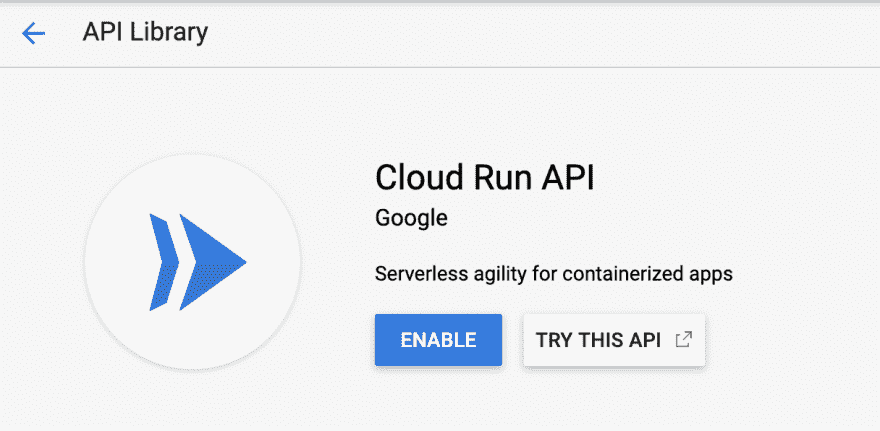 API Library
Cloud Run API
Google
Serverless agility for containerized apps
ENABLE
TRY THIS API